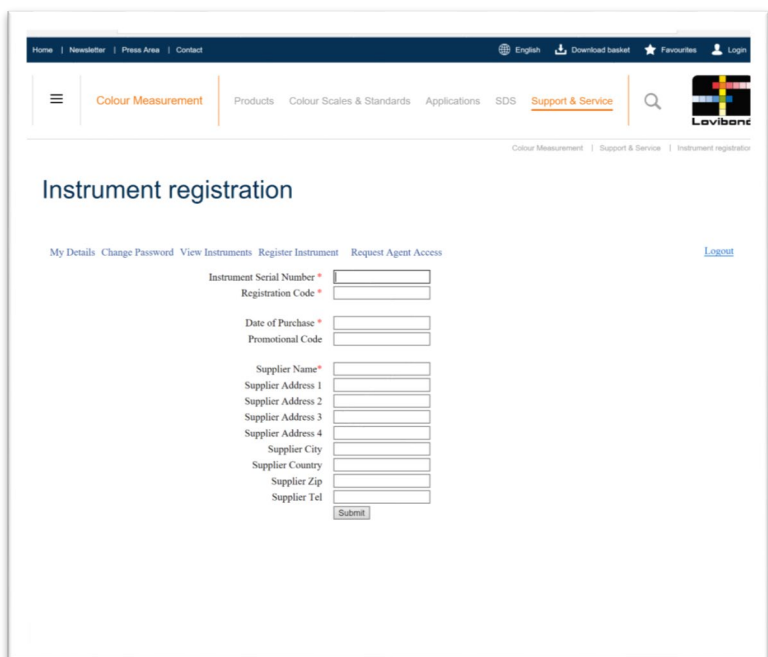 Home | Newsletter | Press Area | Contact English Download basket Favourites Login
Colour Measurement Products Colour Scales & Standards Applications SDS Support & Service
Lovibond
Colour Measurement | Support & Service | Instrument registration
Instrument registration
My Details Change Password View Instruments Register Instrument Request Agent Access Logout
Instrument Serial Number *
Registration Code *
Date of Purchase *
Promotional Code
Supplier Name*
Supplier Address 1
Supplier Address 2
Supplier Address 3
Supplier Address 4
Supplier City
Supplier Country
Supplier Zip
Supplier Tel
Submit